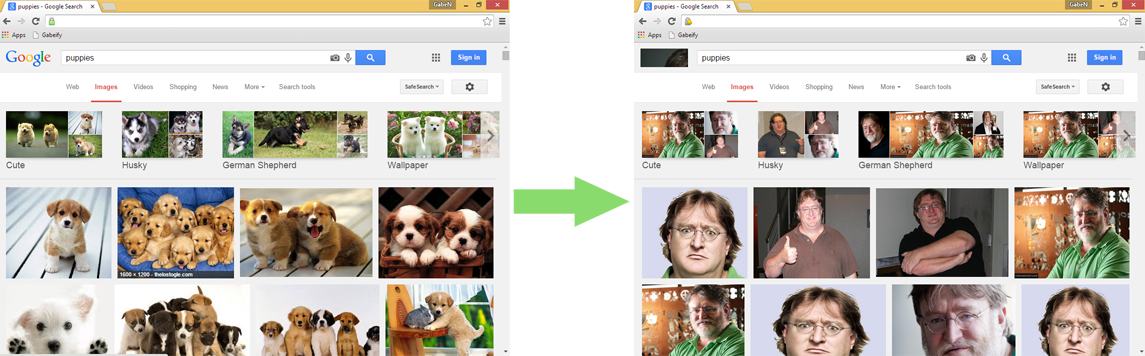 puppies - Google Search
GabeN
Apps Gabeify
Google puppies Sign in
Web Images Videos Shopping News More Search tools SafeSearch
Cute Husky German Shepherd Wallpaper
1600 × 1200 - thelostogle.com
puppies - Google Search
GabeN
Apps Gabeify
puppies Sign in
Web Images Videos Shopping News More Search tools SafeSearch
Cute Husky German Shepherd Wallpaper